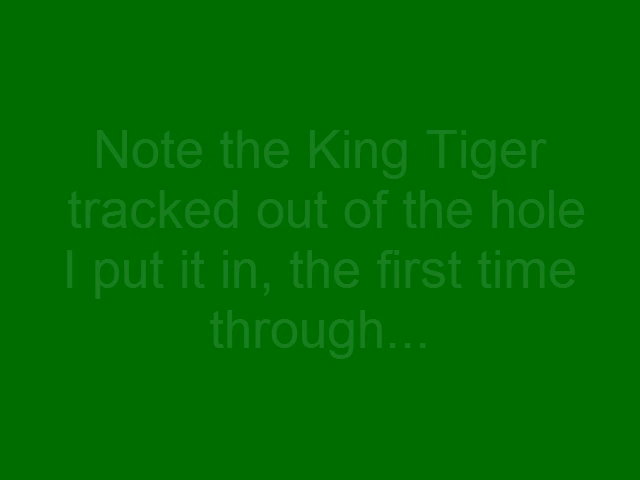 Note the King Tiger
tracked out of the hole
I put it in, the first time
through...